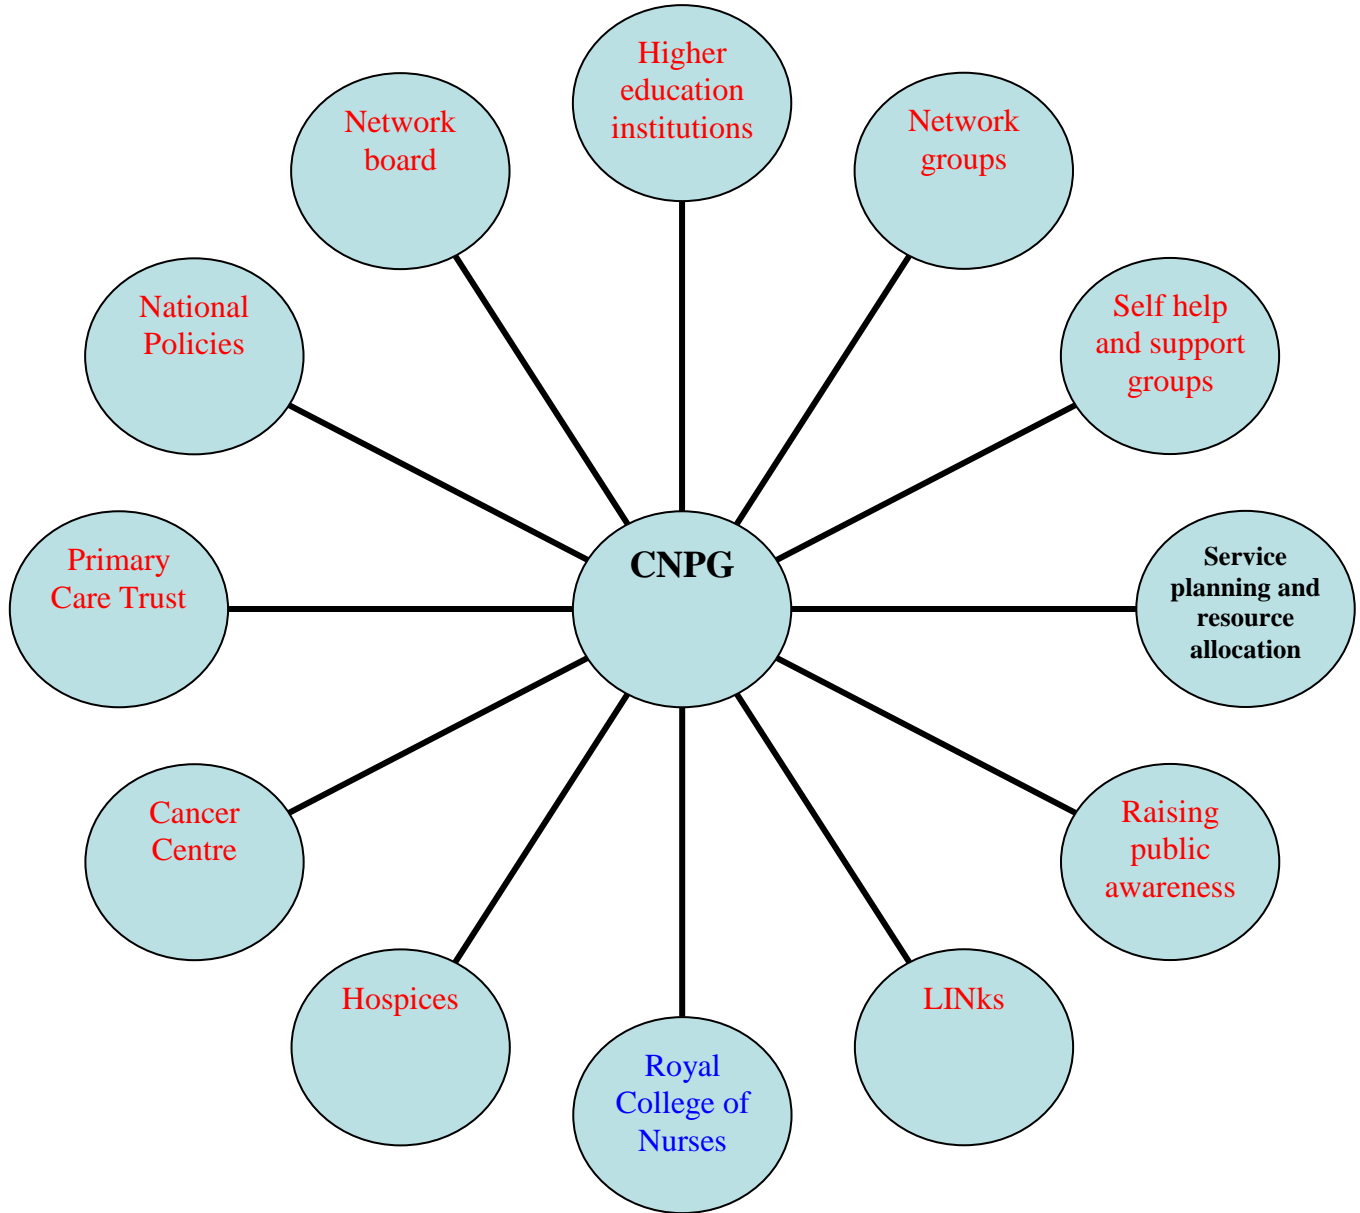 Higher
education
institutions
Network
board
Network
groups
National
Policies
Self help
and support
groups
CNPG
Primary
Care Trust
Service
planning and
resource
allocation
Cancer
Centre
Raising
public
awareness
Hospices
LINks
Royal
College of
Nurses